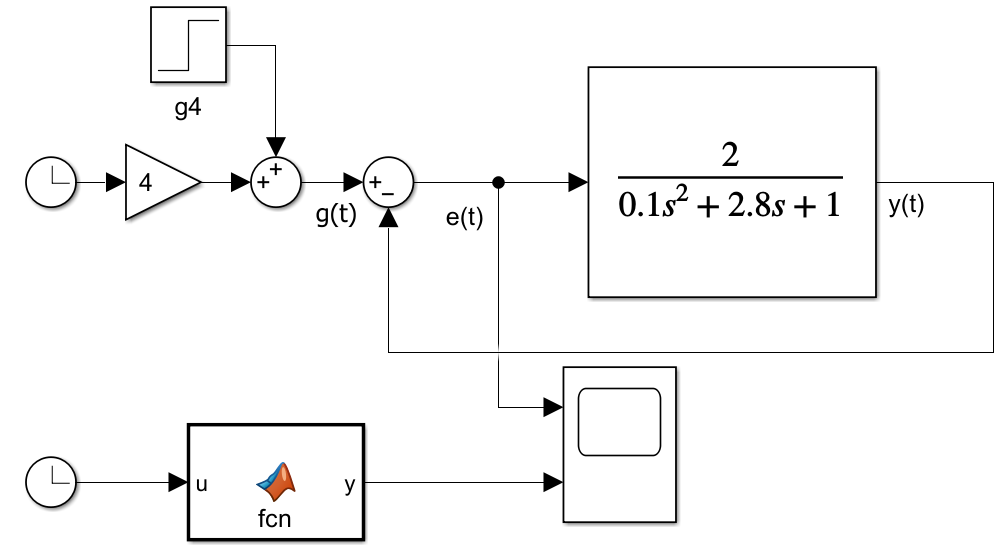 g4
4
+
+
g(t)
+
−
e(t)
2
0.1s² + 2.8s + 1
y(t)
u
y
fcn